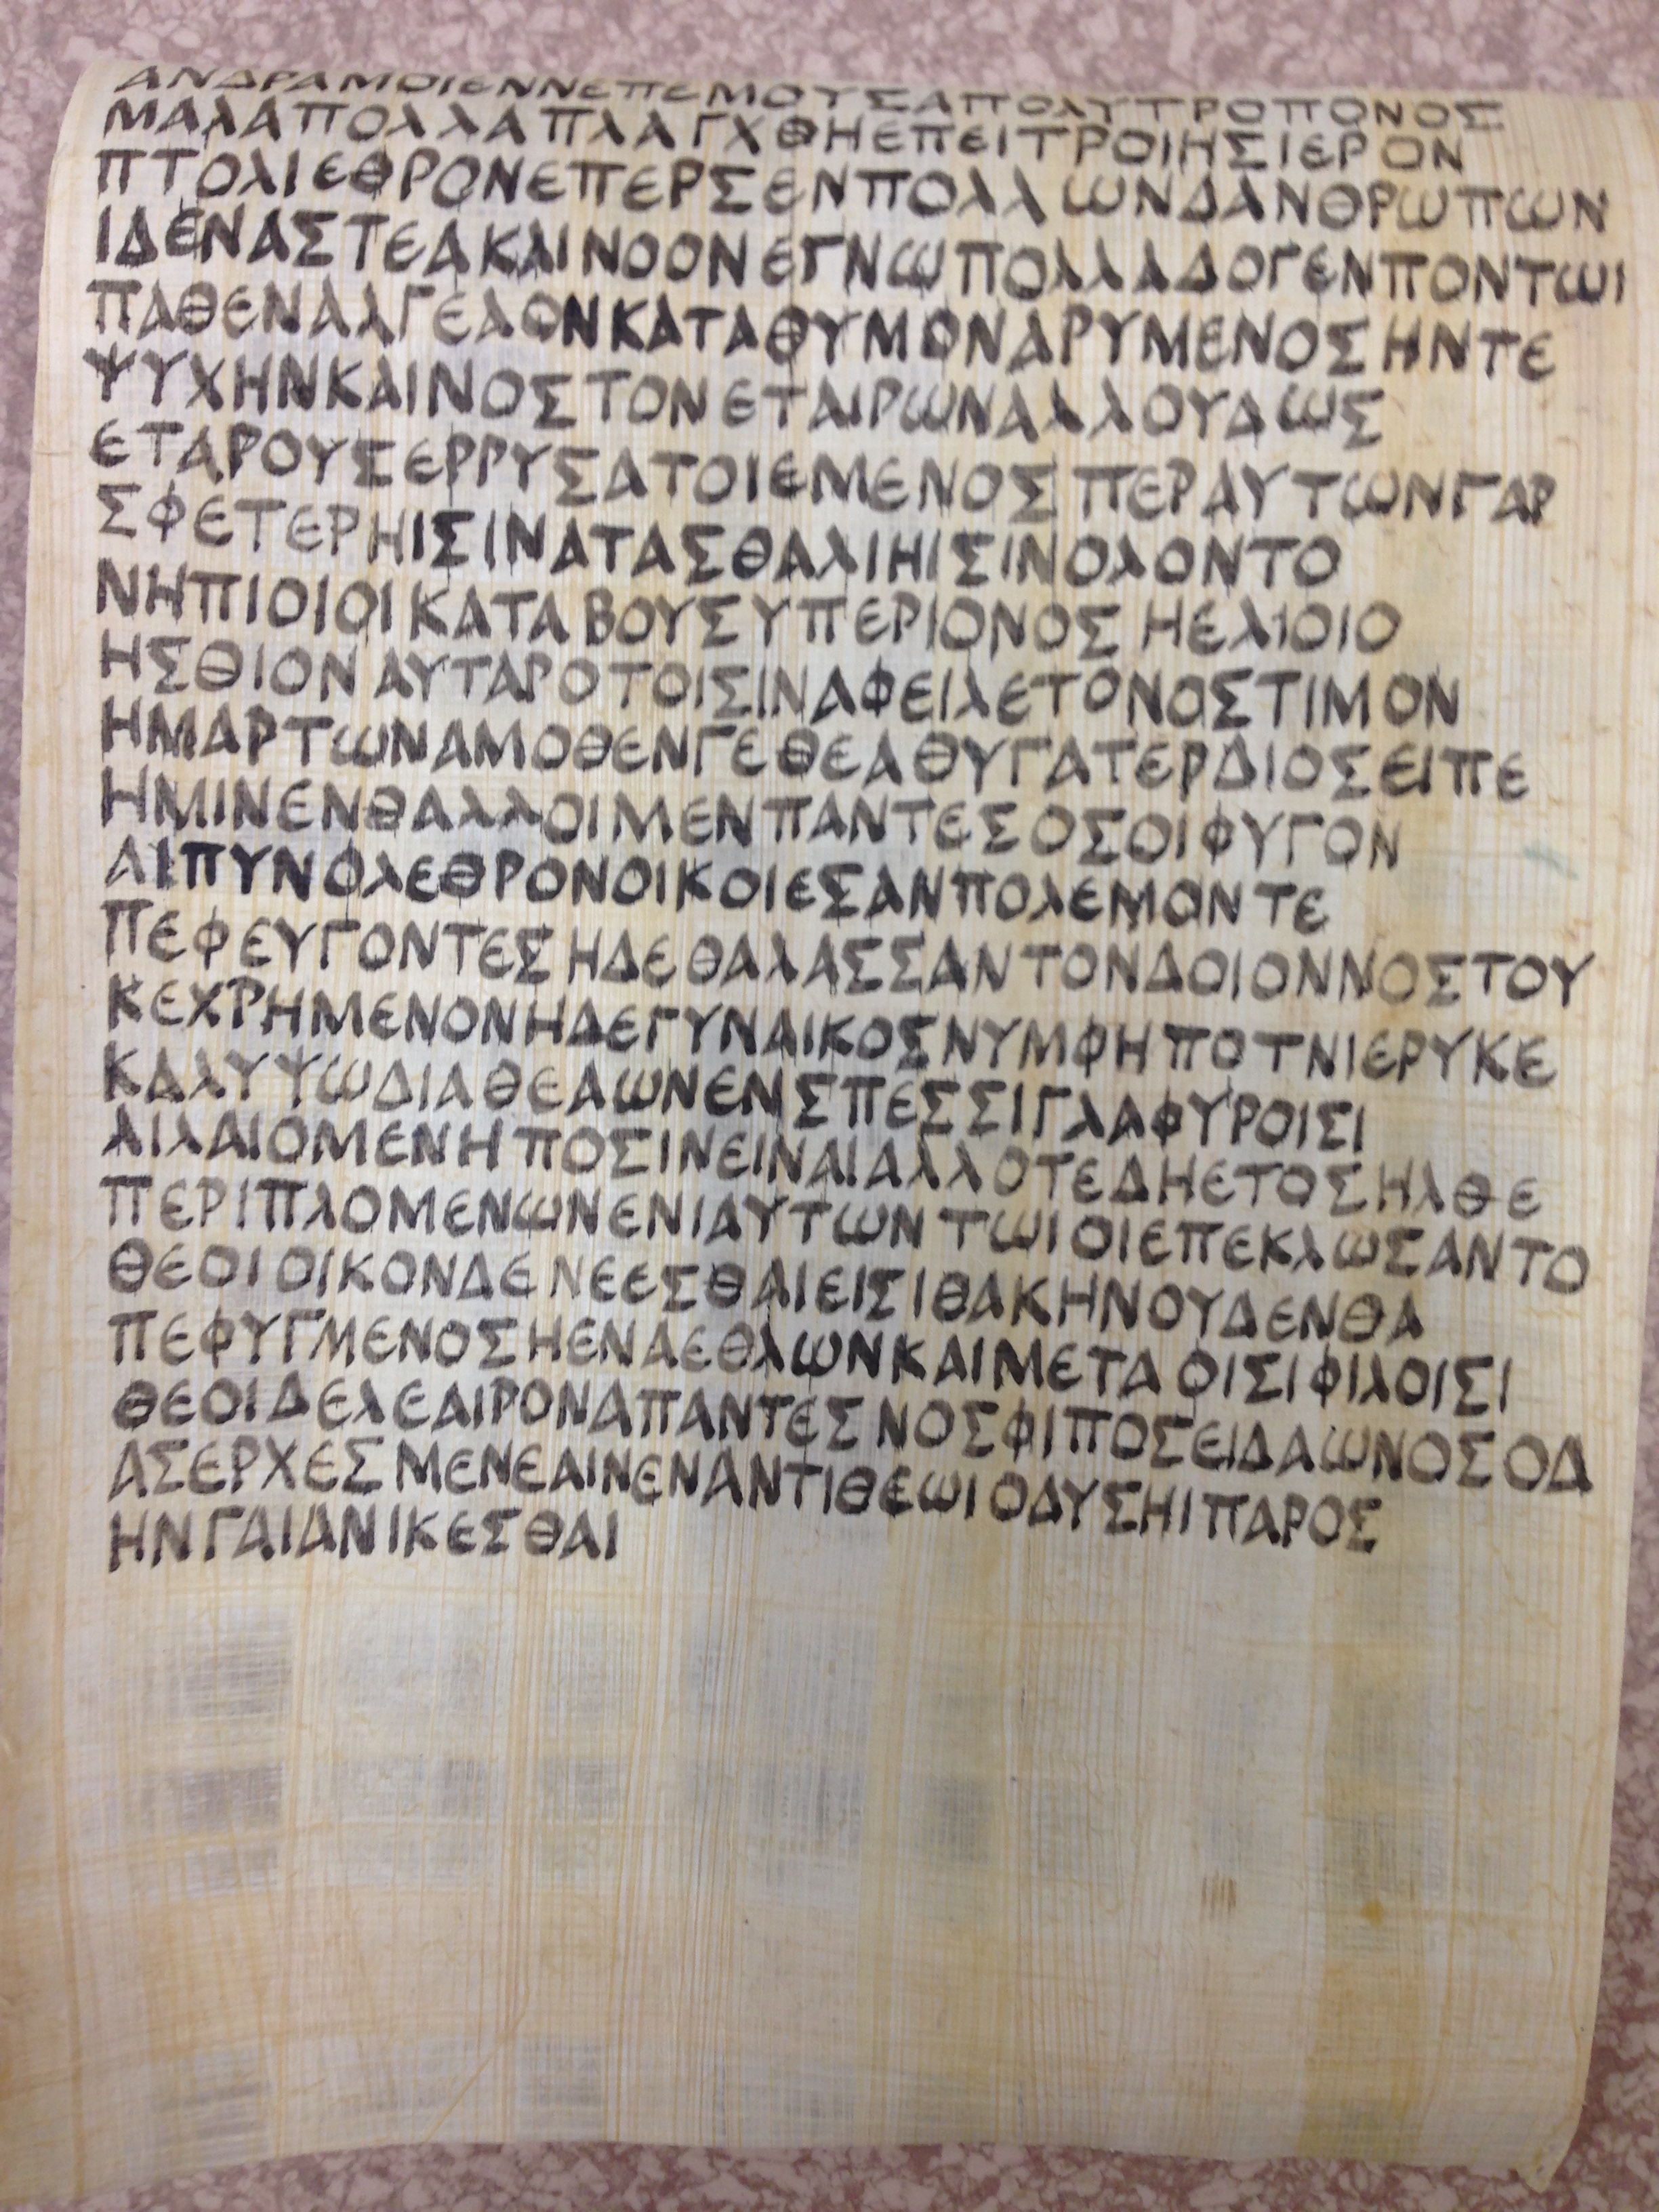 ΑΝΔΡΑΜΟΙΕΝΝΕΠΕΜΟΥΣΑΠΟΛΥΤΡΟΠΟΝΟΣ
ΜΑΛΑΠΟΛΛΑΠΛΑΓΧΘΗΕΠΕΙΤΡΟΙΗΣΙΕΡΟΝ
ΠΤΟΛΙΕΘΡΟΝΕΠΕΡΣΕΝΠΟΛΛΩΝΔΑΝΘΡΩΠΩΝ
ΙΔΕΝΑΣΤΕΑΚΑΙΝΟΟΝΕΓΝΩΠΟΛΛΑΔΟΓΕΝΠΟΝΤΩΙ
ΠΑΘΕΝΑΛΓΕΑΟΝΚΑΤΑΘΥΜΟΝΑΡΥΜΕΝΟΣΗΝΤΕ
ΨΥΧΗΝΚΑΙΝΟΣΤΟΝΕΤΑΙΡΩΝΑΛΛΟΥΔΩΣ
ΕΤΑΡΟΥΣΕΡΡΥΣΑΤΟΙΕΜΕΝΟΣΠΕΡΑΥΤΩΝΓΑΡ
ΣΦΕΤΕΡΗΙΣΙΝΑΤΑΣΘΑΛΙΗΙΣΙΝΟΛΟΝΤΟ
ΝΗΠΙΟΙΟΙΚΑΤΑΒΟΥΣΥΠΕΡΙΟΝΟΣΗΕΛΙΟΙΟ
ΗΣΘΙΟΝΑΥΤΑΡΟΤΟΙΣΙΝΑΦΕΙΛΕΤΟΝΟΣΤΙΜΟΝ
ΗΜΑΡΤΩΝΑΜΟΘΕΝΓΕΘΕΑΘΥΓΑΤΕΡΔΙΟΣΕΙΠΕ
ΗΜΙΝΕΝΘΑΛΛΟΙΜΕΝΠΑΝΤΕΣΟΣΟΙΦΥΓΟΝ
ΑΙΠΥΝΟΛΕΘΡΟΝΟΙΚΟΙΕΣΑΝΠΟΛΕΜΟΝΤΕ
ΠΕΦΕΥΓΟΝΤΕΣΗΔΕΘΑΛΑΣΣΑΝΤΟΝΔΟΙΟΝΝΟΣΤΟΥ
ΚΕΧΡΗΜΕΝΟΝΗΔΕΓΥΝΑΙΚΟΣΝΥΜΦΗΠΟΤΝΙΕΡΥΚΕ
ΚΑΛΥΨΩΔΙΑΘΕΑΩΝΕΝΣΠΕΣΣΙΓΛΑΦΥΡΟΙΣΙ
ΛΙΛΑΙΟΜΕΝΗΠΟΣΙΝΕΙΝΑΙΑΛΛΟΤΕΔΗΕΤΟΣΗΛΘΕ
ΠΕΡΙΠΛΟΜΕΝΩΝΕΝΙΑΥΤΩΝΤΩΙΟΙΕΠΕΚΛΩΣΑΝΤΟ
ΘΕΟΙΟΙΚΟΝΔΕΝΕΕΣΘΑΙΕΙΣΙΘΑΚΗΝΟΥΔΕΝΘΑ
ΠΕΦΥΓΜΕΝΟΣΗΕΝΑΕΘΛΩΝΚΑΙΜΕΤΑΟΙΣΙΦΙΛΟΙΣΙ
ΘΕΟΙΔΕΛΕΑΙΡΟΝΑΠΑΝΤΕΣΝΟΣΦΙΠΟΣΕΙΔΑΩΝΟΣΟΔ
ΑΣΕΡΧΕΣΜΕΝΕΑΙΝΕΝΑΝΤΙΘΕΩΙΟΔΥΣΗΙΠΑΡΟΣ
ΗΝΓΑΙΑΝΙΚΕΣΘΑΙ